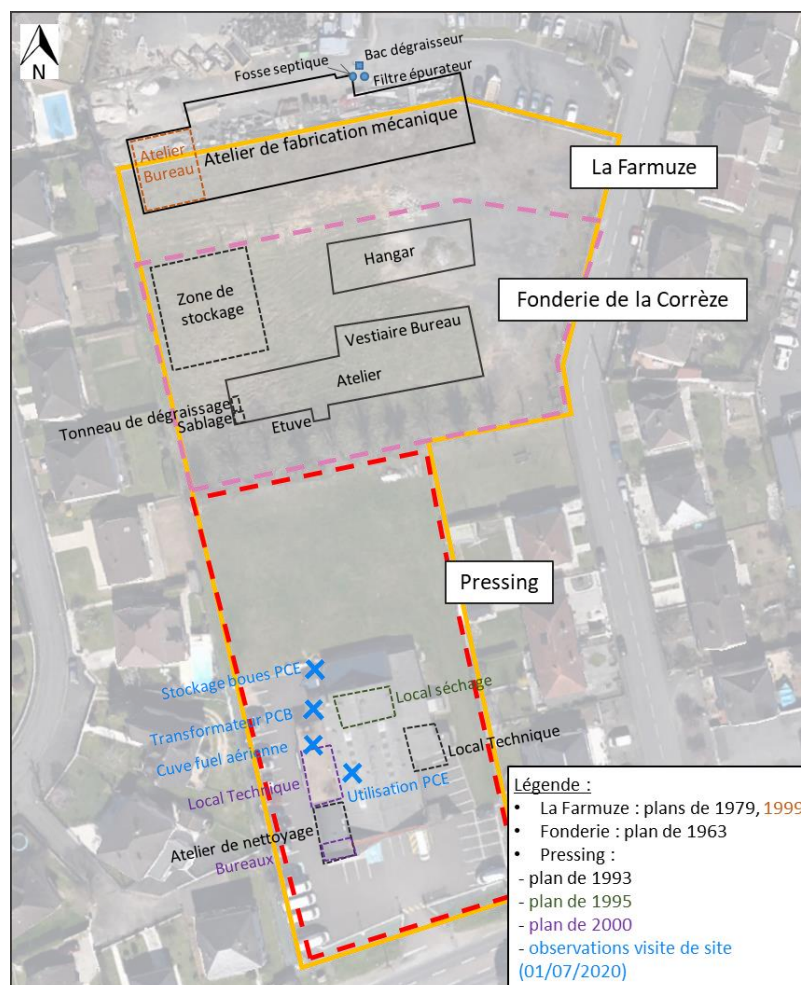 N
Bac dégraisseur
Fosse septique
Filtre épurateur
Atelier
Bureau
Atelier de fabrication mécanique
La Farmuze
Hangar
Zone de
stockage
Fonderie de la Corrèze
Vestiaire Bureau
Atelier
Tonneau de dégraissage
Sablage
Etuve
Pressing
Stockage boues PCE
Local séchage
Transformateur PCB
Cuve fuel aérienne
Local Technique
Local Technique
Utilisation PCE
Atelier de nettoyage
Bureaux
Légende :
• La Farmuze : plans de 1979, 1999
• Fonderie : plan de 1963
• Pressing :
- plan de 1993
- plan de 1995
- plan de 2000
- observations visite de site
(01/07/2020)